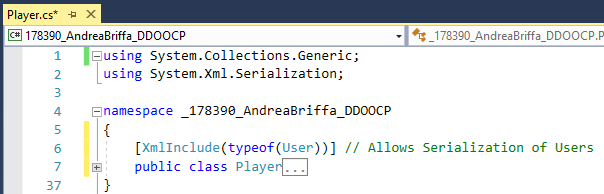 Player.cs*
178390_AndreaBriffa_DDOOCP _178390_AndreaBriffa_DDOOCP.P
1 using System.Collections.Generic;
2 using System.Xml.Serialization;
3
4 namespace _178390_AndreaBriffa_DDOOCP
5 {
6 [XmlInclude(typeof(User))] // Allows Serialization of Users
7 public class Player...
37 }